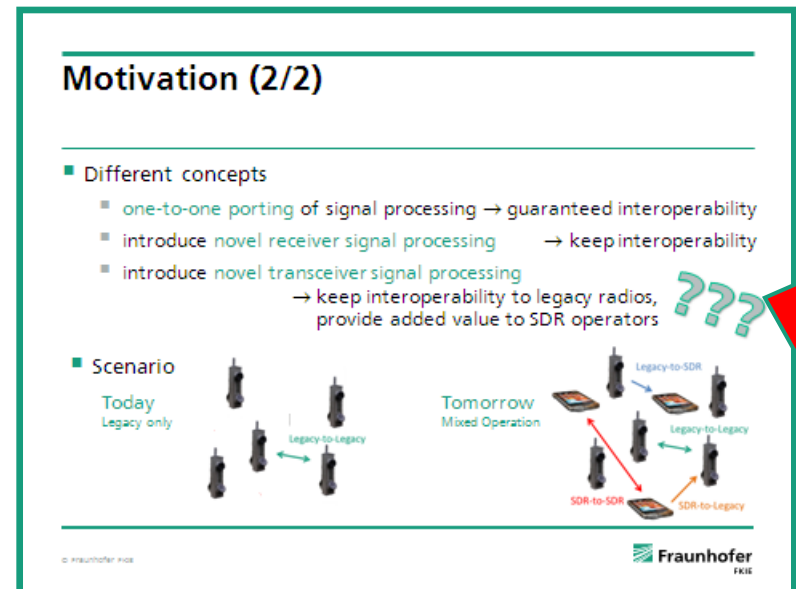 Motivation (2/2)
Different concepts
one-to-one porting of signal processing → guaranteed interoperability
introduce novel receiver signal processing → keep interoperability
introduce novel transceiver signal processing
→ keep interoperability to legacy radios,
provide added value to SDR operators
???
Scenario
Today
Legacy only
Legacy-to-Legacy
Tomorrow
Mixed Operation
Legacy-to-SDR
Legacy-to-Legacy
SDR-to-SDR
SDR-to-Legacy
© Fraunhofer FKIE
Fraunhofer
FKIE